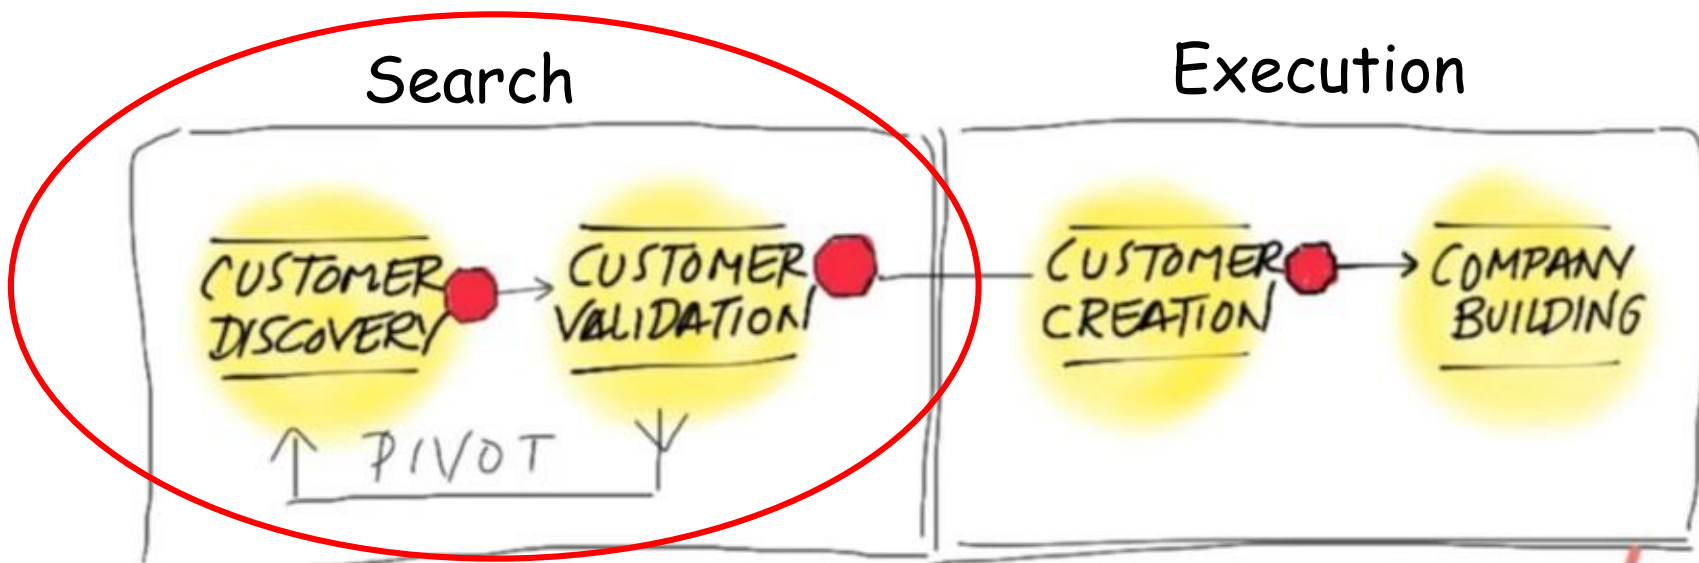 Search
Execution
CUSTOMER
DISCOVERY
CUSTOMER
VALIDATION
CUSTOMER
CREATION
COMPANY
BUILDING
PIVOT